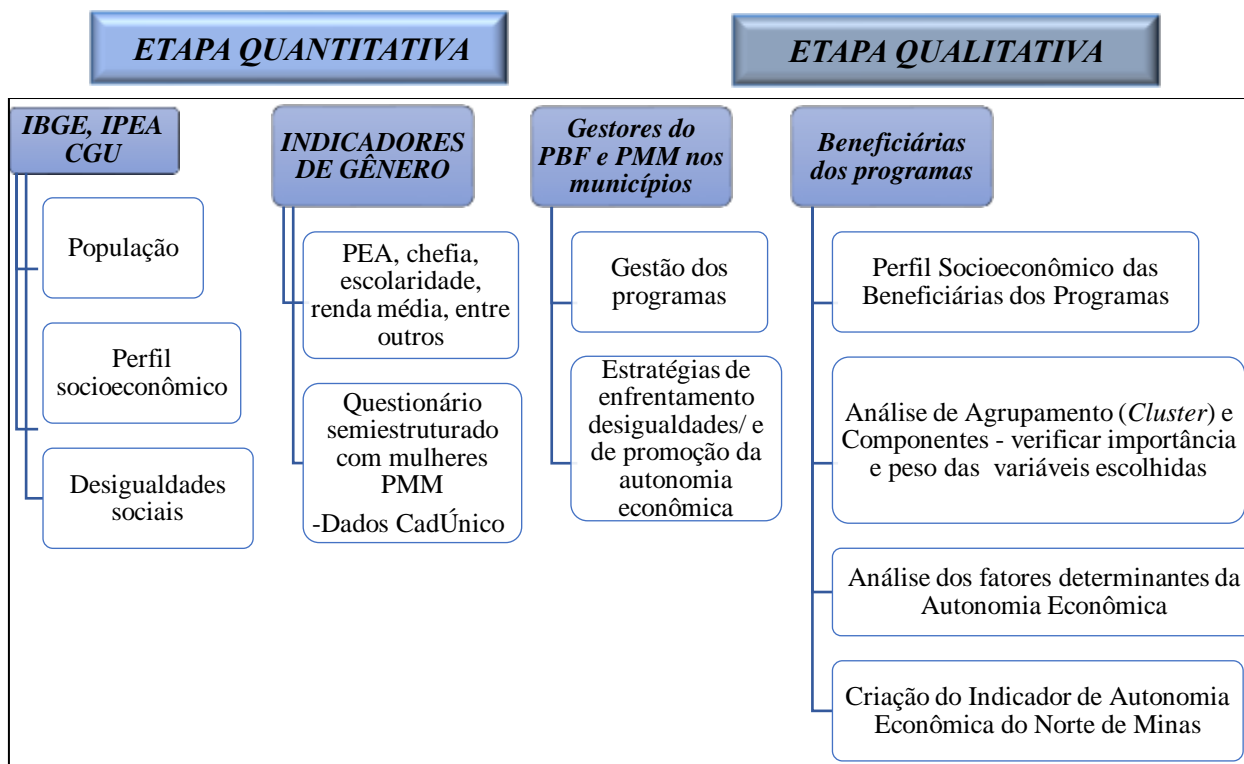 ETAPA QUANTITATIVA
ETAPA QUALITATIVA
IBGE, IPEA
CGU
População
Perfil
socioeconômico
Desigualdades
sociais
INDICADORES
DE GÊNERO
PEA, chefia,
escolaridade,
renda média, entre
outros
Questionário
semiestruturado
com mulheres
PMM
-Dados CadÚnico
Gestores do
PBF e PMM nos
municípios
Gestão dos
programas
Estratégias de
enfrentamento
desigualdades/ e
de promoção da
autonomia
econômica
Beneficiárias
dos programas
Perfil Socioeconômico das
Beneficiárias dos Programas
Análise de Agrupamento (Cluster) e
Componentes - verificar importância
e peso das variáveis escolhidas
Análise dos fatores determinantes da
Autonomia Econômica
Criação do Indicador de Autonomia
Econômica do Norte de Minas